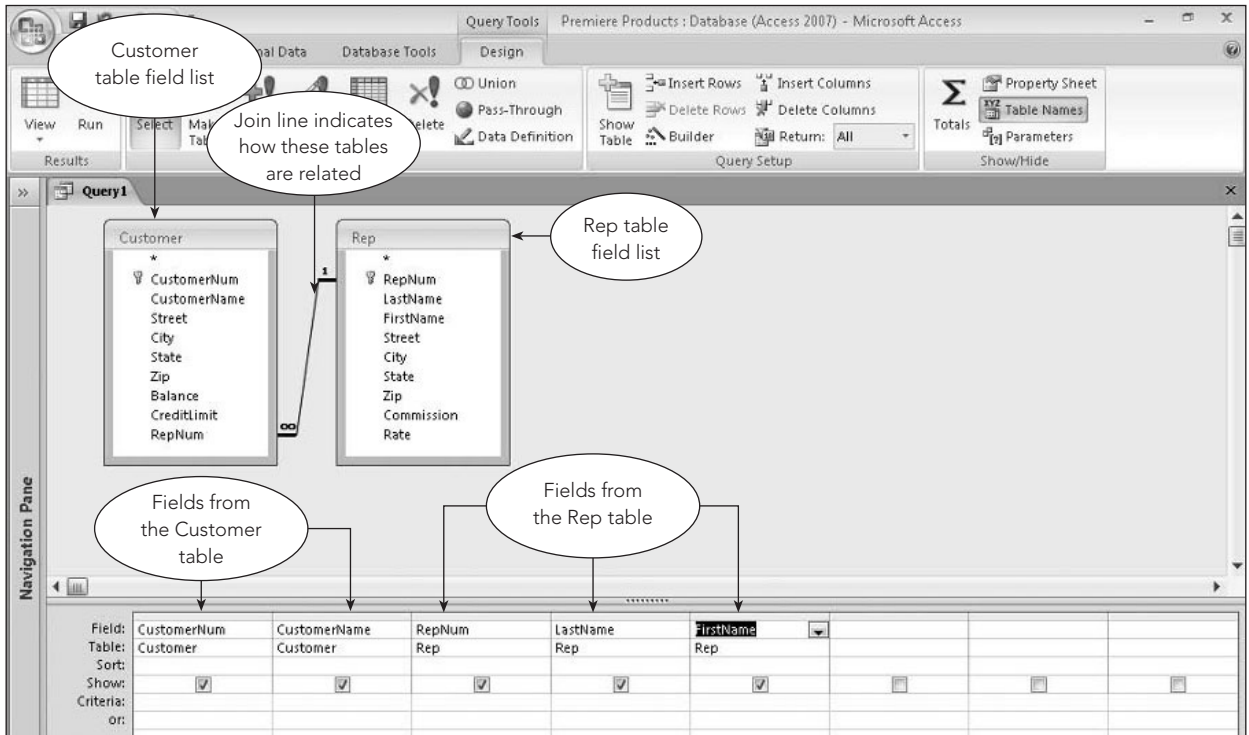 Query Tools
Premiere Products : Database (Access 2007) - Microsoft Access
Customer
table field list
nal Data
Database Tools
Design
View
Run
Select
Mak
Tab
elete
Union
Pass-Through
Data Definition
Results
Join line indicates
how these tables
are related
Show
Table
Insert Rows
Delete Rows
Builder
Insert Columns
Delete Columns
Return: All
Query Setup
Σ
Totals
Property Sheet
XYZ
Table Names
[?] Parameters
Show/Hide
»
Query1
Customer
*
CustomerNum
CustomerName
Street
City
State
Zip
Balance
CreditLimit
RepNum
1
∞
Rep
*
RepNum
LastName
FirstName
Street
City
State
Zip
Commission
Rate
Rep table
field list
Navigation Pane
Fields from
the Customer
table
Fields from
the Rep table
Field: CustomerNum CustomerName RepNum LastName FirstName
Table: Customer Customer Rep Rep Rep
Sort:
Show:
Criteria:
or: